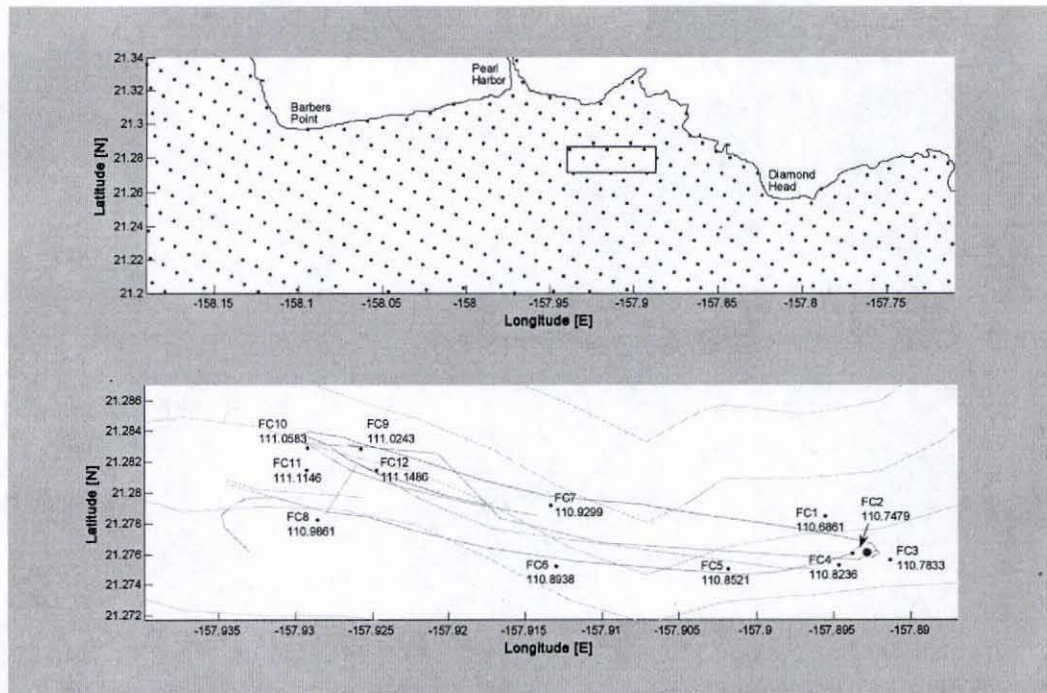 21.34
21.32
21.3
21.28
21.26
21.24
21.22
21.2
Latitude [N]
Barbers
Point
Pearl
Harbor
Diamond
Head
-158.15
-158.1
-158.05
-158
-157.95
-157.9
-157.85
-157.8
-157.75
Longitude [E]
21.286
21.284
21.282
21.28
21.278
21.276
21.274
21.272
Latitude [N]
FC10
111.0583
FC9
111.0243
FC11
111.1146
FC12
111.1486
FC8
110.9861
FC7
110.9299
FC6
110.8938
FC5
110.8521
FC1
110.6861
FC2
110.7479
FC4
110.8236
FC3
110.7833
-157.935
-157.93
-157.925
-157.92
-157.915
-157.91
-157.905
-157.9
-157.895
-157.89
Longitude [E]